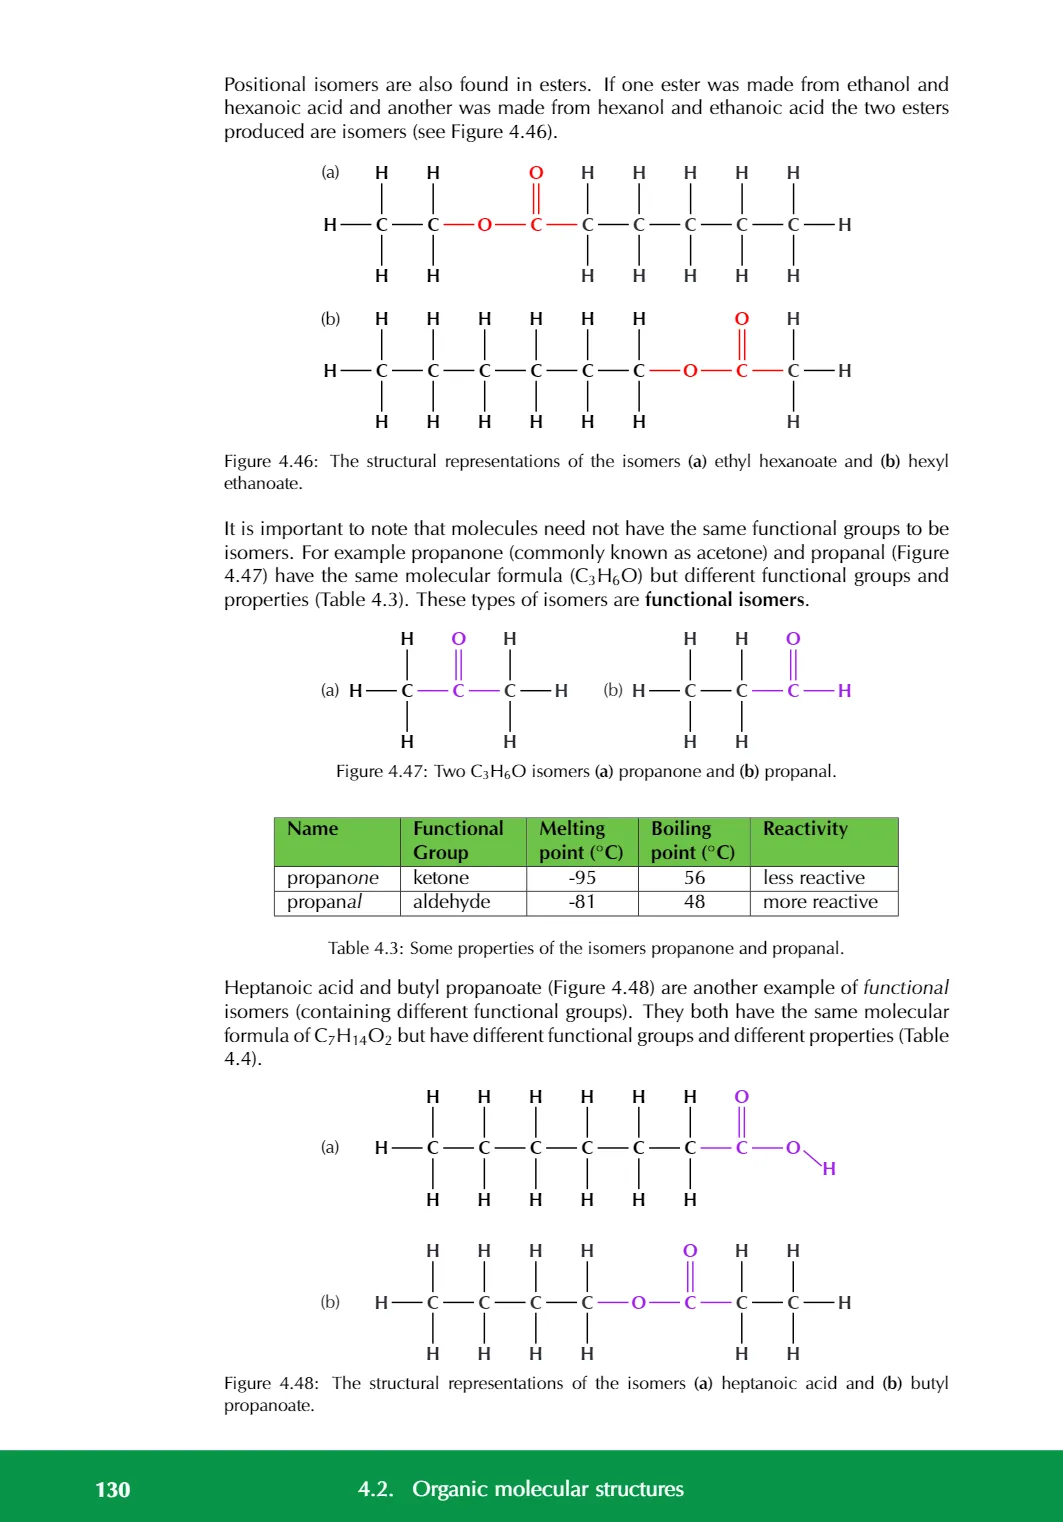 Positional isomers are also found in esters. If one ester was made from ethanol and
hexanoic acid and another was made from hexanol and ethanoic acid the two esters
produced are isomers (see Figure 4.46).
(a) H H O H H H H H
H C C O C C C C C C H
H H H H H H H
(b) H H H H H H O H
H C C C C C C O C C H
H H H H H H H
Figure 4.46: The structural representations of the isomers (a) ethyl hexanoate and (b) hexyl
ethanoate.
It is important to note that molecules need not have the same functional groups to be
isomers. For example propanone (commonly known as acetone) and propanal (Figure
4.47) have the same molecular formula (C₃H₆O) but different functional groups and
properties (Table 4.3). These types of isomers are functional isomers.
H O H H H O
(a) H C C C H (b) H C C C H
H H H H
Figure 4.47: Two C₃H₆O isomers (a) propanone and (b) propanal.
Name Functional Melting Boiling Reactivity
Group point (°C) point (°C)
propanone ketone -95 56 less reactive
propanal aldehyde -81 48 more reactive
Table 4.3: Some properties of the isomers propanone and propanal.
Heptanoic acid and butyl propanoate (Figure 4.48) are another example of functional
isomers (containing different functional groups). They both have the same molecular
formula of C₇H₁₄O₂ but have different functional groups and different properties (Table
4.4).
H H H H H H O
(a) H C C C C C C C O
H
H H H H H H
H H H H O H H
(b) H C C C C O C C C H
H H H H H H
Figure 4.48: The structural representations of the isomers (a) heptanoic acid and (b) butyl
propanoate.
130 4.2. Organic molecular structures